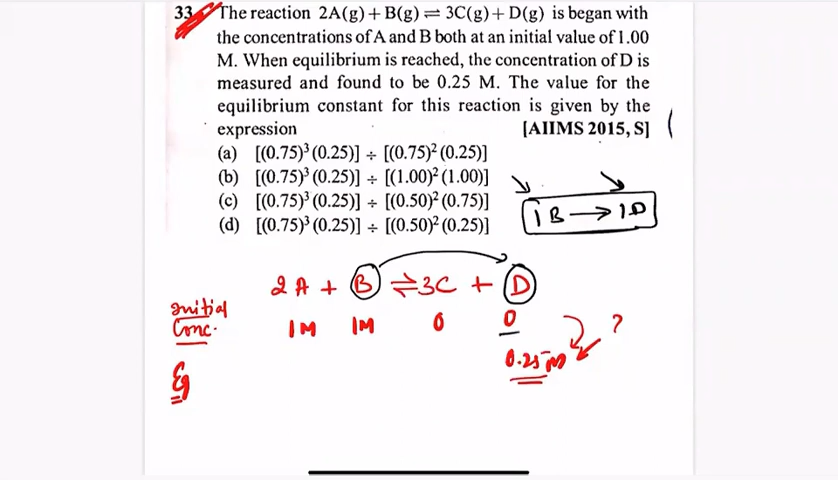 33. The reaction 2A(g) + B(g) ⇌ 3C(g) + D(g) is began with
the concentrations of A and B both at an initial value of 1.00
M. When equilibrium is reached, the concentration of D is
measured and found to be 0.25 M. The value for the
equilibrium constant for this reaction is given by the
expression [AIIMS 2015, S]
(a) [(0.75)³ (0.25)] ÷ [(0.75)² (0.25)]
(b) [(0.75)³ (0.25)] ÷ [(1.00)² (1.00)]
(c) [(0.75)³ (0.25)] ÷ [(0.50)² (0.75)]
(d) [(0.75)³ (0.25)] ÷ [(0.50)² (0.25)]
1B → 1D
2A + B ⇌ 3C + D
Initial
Conc. 1M 1M 0 0 ?
0.25 M
Eq